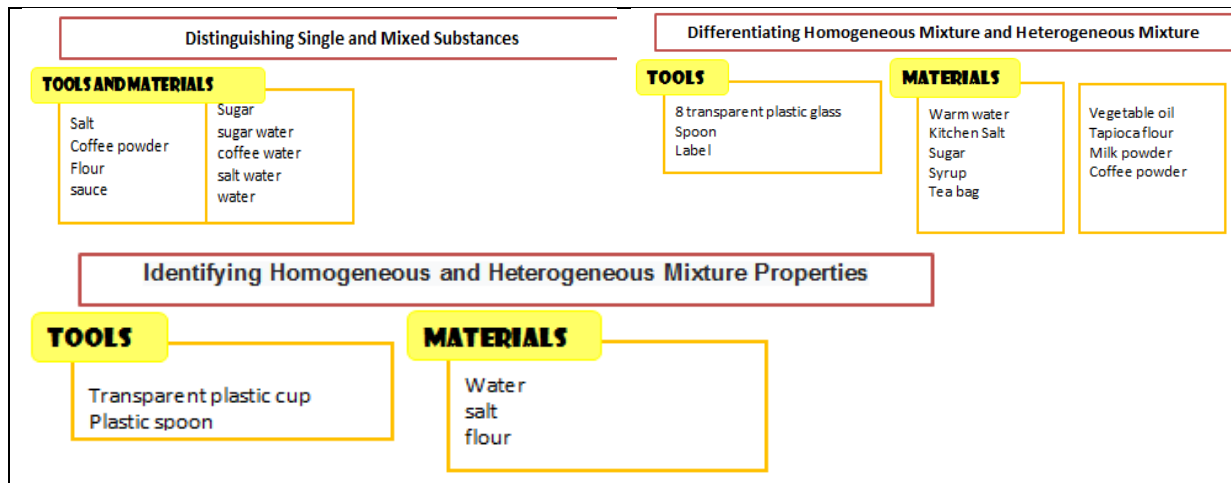 Distinguishing Single and Mixed Substances
TOOLS AND MATERIALS
Salt
Coffee powder
Flour
sauce
Sugar
sugar water
coffee water
salt water
water
Differentiating Homogeneous Mixture and Heterogeneous Mixture
TOOLS
8 transparent plastic glass
Spoon
Label
MATERIALS
Warm water
Kitchen Salt
Sugar
Syrup
Tea bag
Vegetable oil
Tapioca flour
Milk powder
Coffee powder
Identifying Homogeneous and Heterogeneous Mixture Properties
TOOLS
Transparent plastic cup
Plastic spoon
MATERIALS
Water
salt
flour